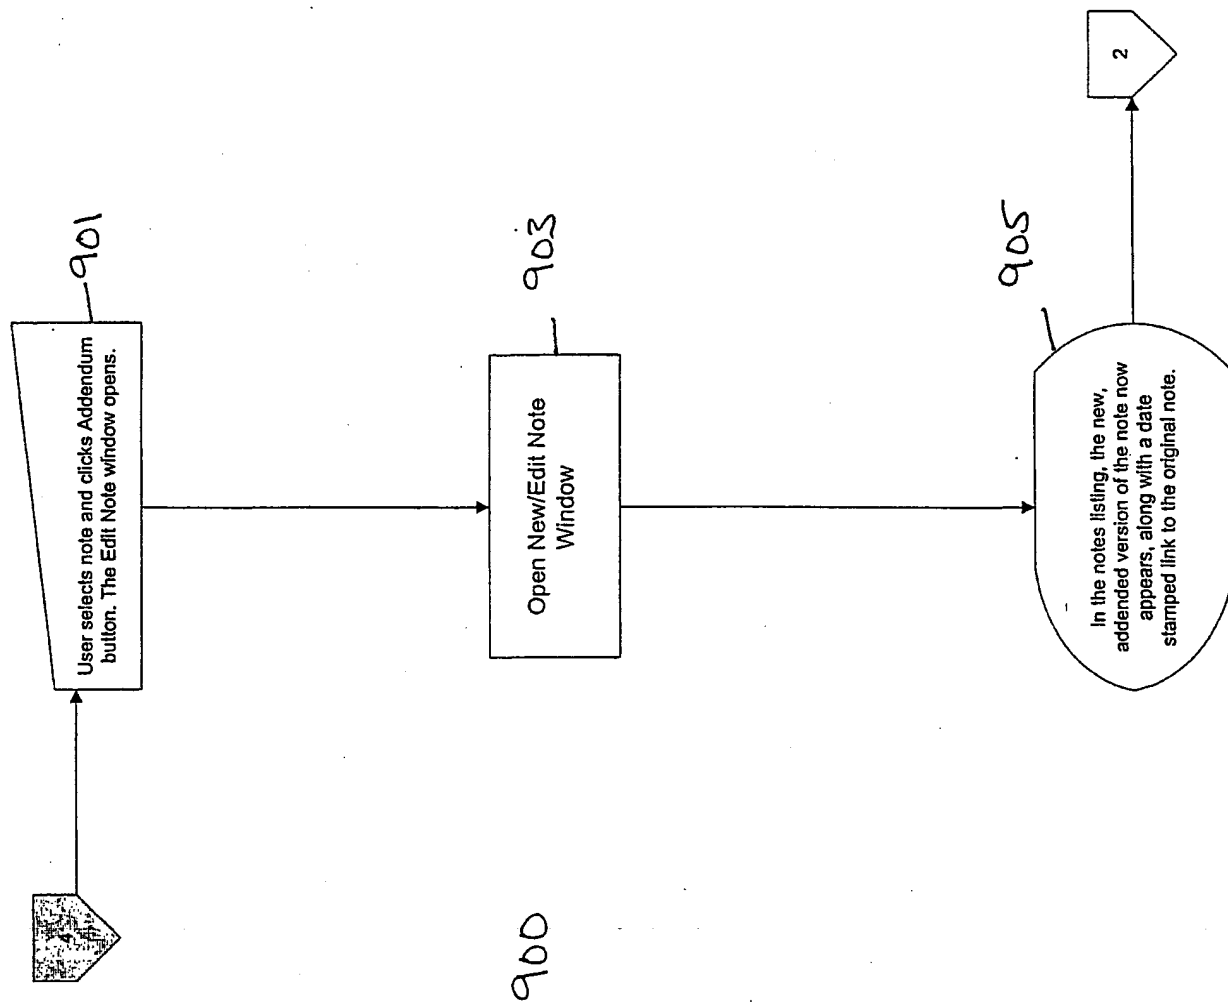 4
User selects note and clicks Addendum
button. The Edit Note window opens.
901
Open New/Edit Note
Window
903
In the notes listing, the new,
addended version of the note now
appears, along with a date
stamped link to the original note.
905
2
900